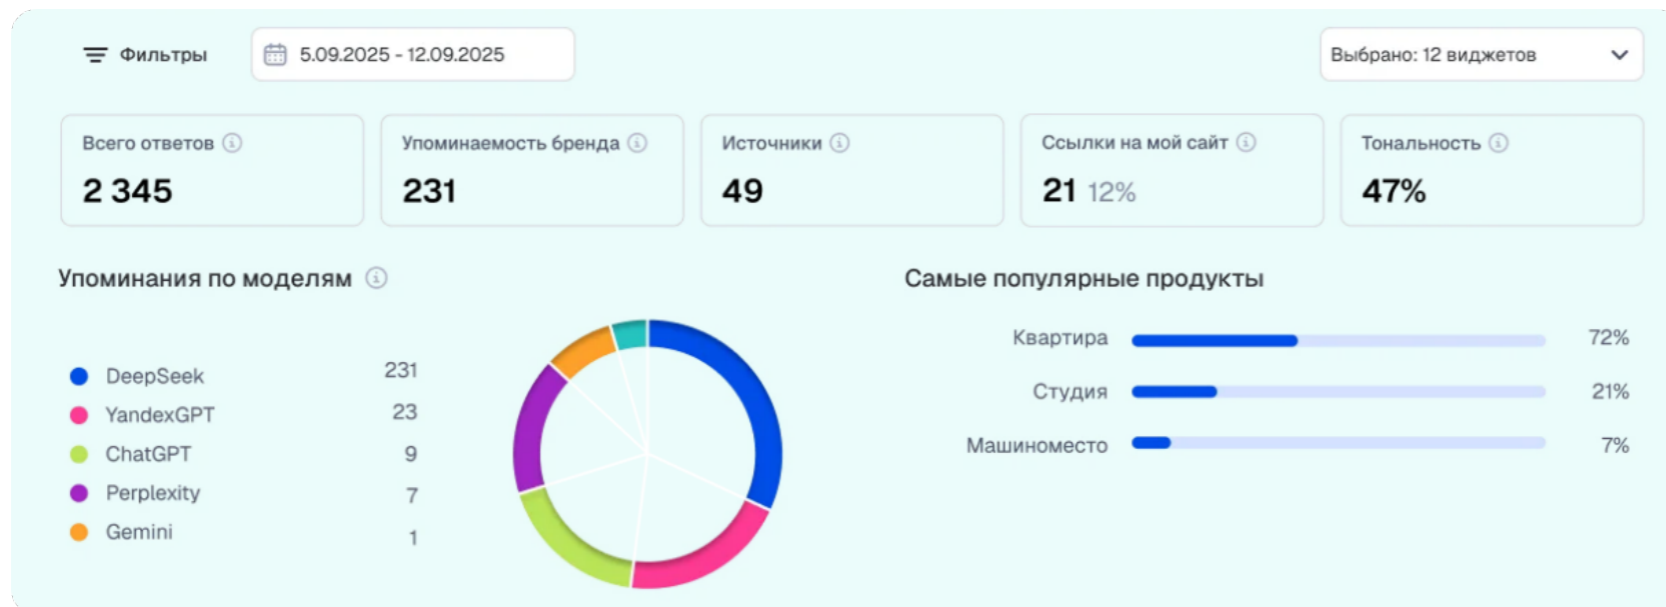 Фильтры
5.09.2025 - 12.09.2025
Выбрано: 12 виджетов
Всего ответов
2 345
Упоминаемость бренда
231
Источники
49
Ссылки на мой сайт
21 12%
Тональность
47%
Упоминания по моделям
DeepSeek 231
YandexGPT 23
ChatGPT 9
Perplexity 7
Gemini 1
Самые популярные продукты
Квартира 72%
Студия 21%
Машиноместо 7%